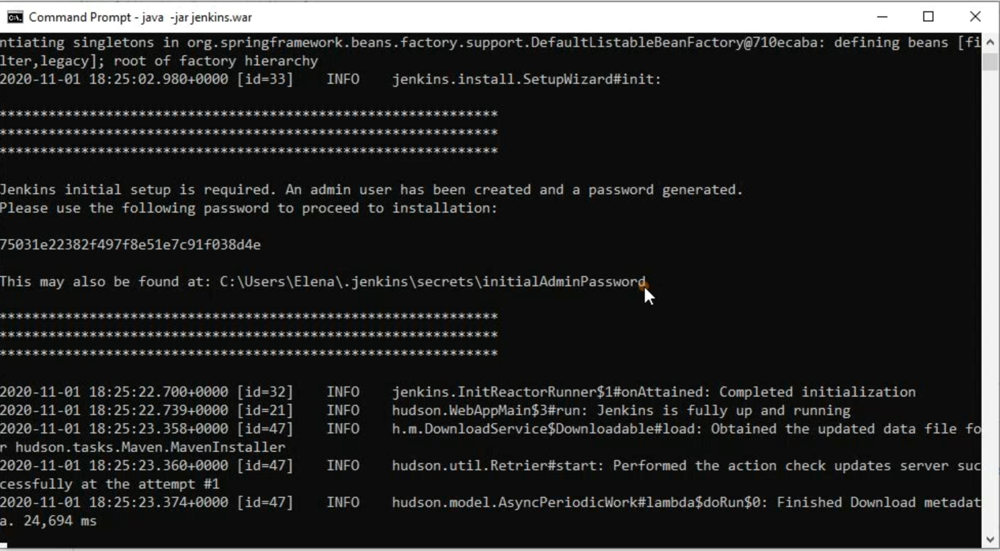 Command Prompt - java  -jar jenkins.war
ntiating singletons in org.springframework.beans.factory.support.DefaultListableBeanFactory@710ecaba: defining beans [fi
lter,legacy]; root of factory hierarchy
2020-11-01 18:25:02.980+0000 [id=33]    INFO    jenkins.install.SetupWizard#init:
*************************************************************
*************************************************************
*************************************************************
Jenkins initial setup is required. An admin user has been created and a password generated.
Please use the following password to proceed to installation:
75031e22382f497f8e51e7c91f038d4e
This may also be found at: C:\Users\Elena\.jenkins\secrets\initialAdminPassword
*************************************************************
*************************************************************
*************************************************************
2020-11-01 18:25:22.700+0000 [id=32]    INFO    jenkins.InitReactorRunner$1#onAttained: Completed initialization
2020-11-01 18:25:22.739+0000 [id=21]    INFO    hudson.WebAppMain$3#run: Jenkins is fully up and running
2020-11-01 18:25:23.358+0000 [id=47]    INFO    h.m.DownloadService$Downloadable#load: Obtained the updated data file fo
r hudson.tasks.Maven.MavenInstaller
2020-11-01 18:25:23.360+0000 [id=47]    INFO    hudson.util.Retrier#start: Performed the action check updates server suc
cessfully at the attempt #1
2020-11-01 18:25:23.374+0000 [id=47]    INFO    hudson.model.AsyncPeriodicWork#lambda$doRun$0: Finished Download metadat
a. 24,694 ms